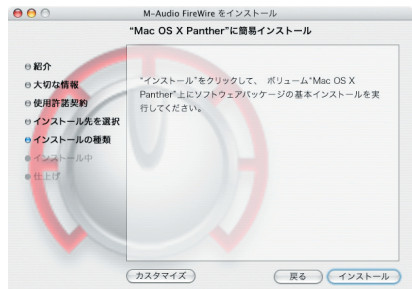 M-Audio FireWire をインストール
“Mac OS X Panther”に簡易インストール
紹介
大切な情報
使用許諾契約
インストール先を選択
インストールの種類
インストール中
仕上げ
“インストール”をクリックして、 ボリューム“Mac OS X
Panther”上にソフトウェアパッケージの基本インストールを実
行してください。
カスタマイズ
戻る
インストール